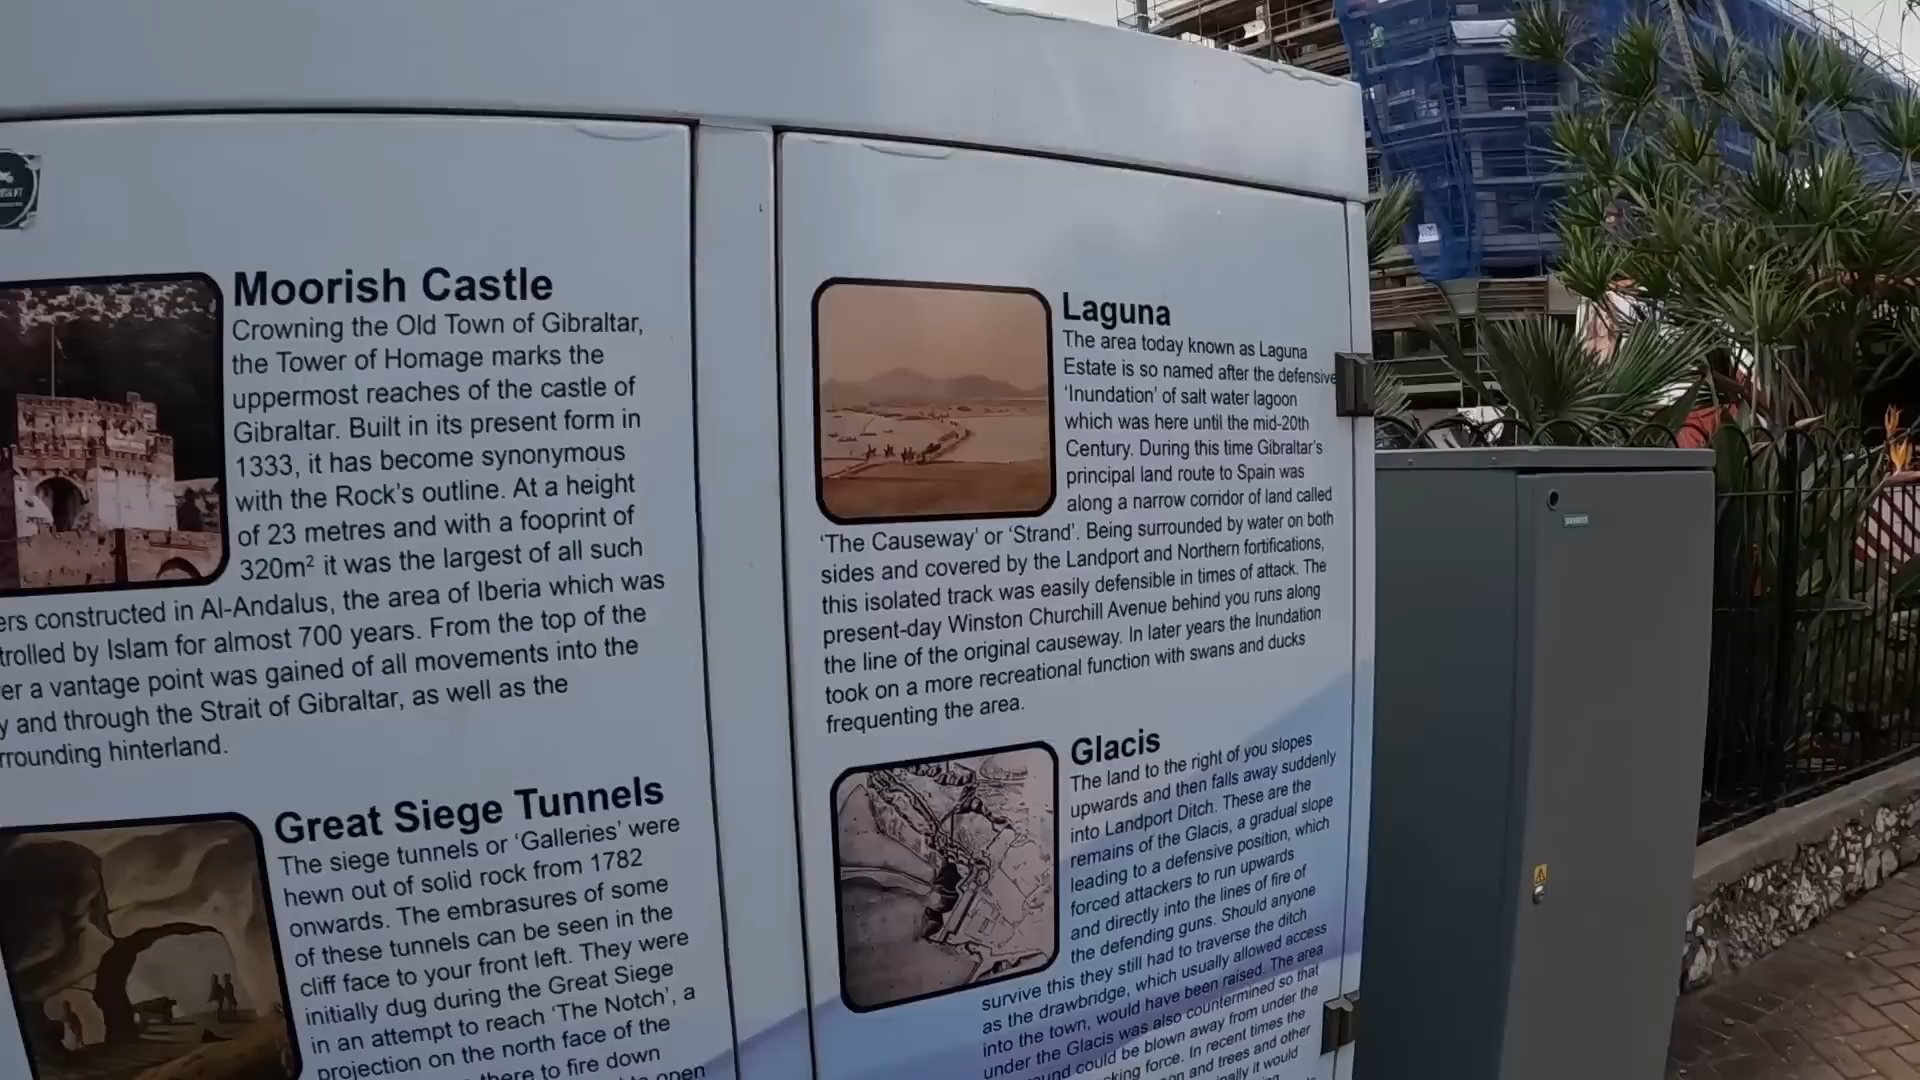 Moorish Castle
Crowning the Old Town of Gibraltar,
the Tower of Homage marks the
uppermost reaches of the castle of
Gibraltar. Built in its present form in
1333, it has become synonymous
with the Rock's outline. At a height
of 23 metres and with a fooprint of
320m² it was the largest of all such
constructed in Al-Andalus, the area of Iberia which was
by Islam for almost 700 years. From the top of the
a vantage point was gained of all movements into the
and through the Strait of Gibraltar, as well as the
hinterland.
Great Siege Tunnels
The siege tunnels or 'Galleries' were
hewn out of solid rock from 1782
onwards. The embrasures of some
of these tunnels can be seen in the
cliff face to your front left. They were
initially dug during the Great Siege
in an attempt to reach 'The Notch', a
projection on the north face of the
there to fire down
open
Laguna
The area today known as Laguna
Estate is so named after the defensive
'Inundation' of salt water lagoon
which was here until the mid-20th
Century. During this time Gibraltar's
principal land route to Spain was
along a narrow corridor of land called
'The Causeway' or 'Strand'. Being surrounded by water on both
sides and covered by the Landport and Northern fortifications,
this isolated track was easily defensible in times of attack. The
present-day Winston Churchill Avenue behind you runs along
the line of the original causeway. In later years the Inundation
took on a more recreational function with swans and ducks
frequenting the area.
Glacis
The land to the right of you slopes
upwards and then falls away suddenly
into Landport Ditch. These are the
remains of the Glacis, a gradual slope
leading to a defensive position, which
forced attackers to run upwards
and directly into the lines of fire of
the defending guns. Should anyone
survive this they still had to traverse the ditch
as the drawbridge, which usually allowed access
into the town, would have been raised. The area
under the Glacis was also countermined so that
could be blown away from under the
force. In recent times the
and trees and other
it would